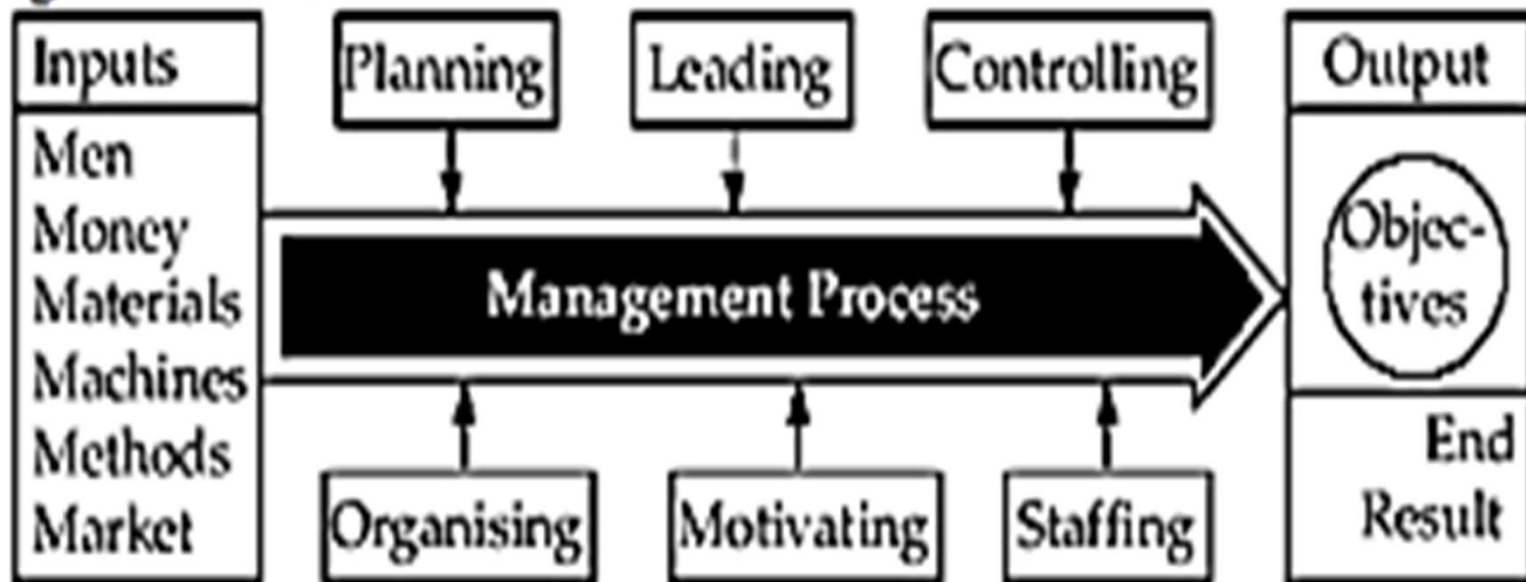 Inputs
Men
Money
Materials
Machines
Methods
Market
Planning
Leading
Controlling
Management Process
Organising
Motivating
Staffing
Output
Objec-
tives
End
Result